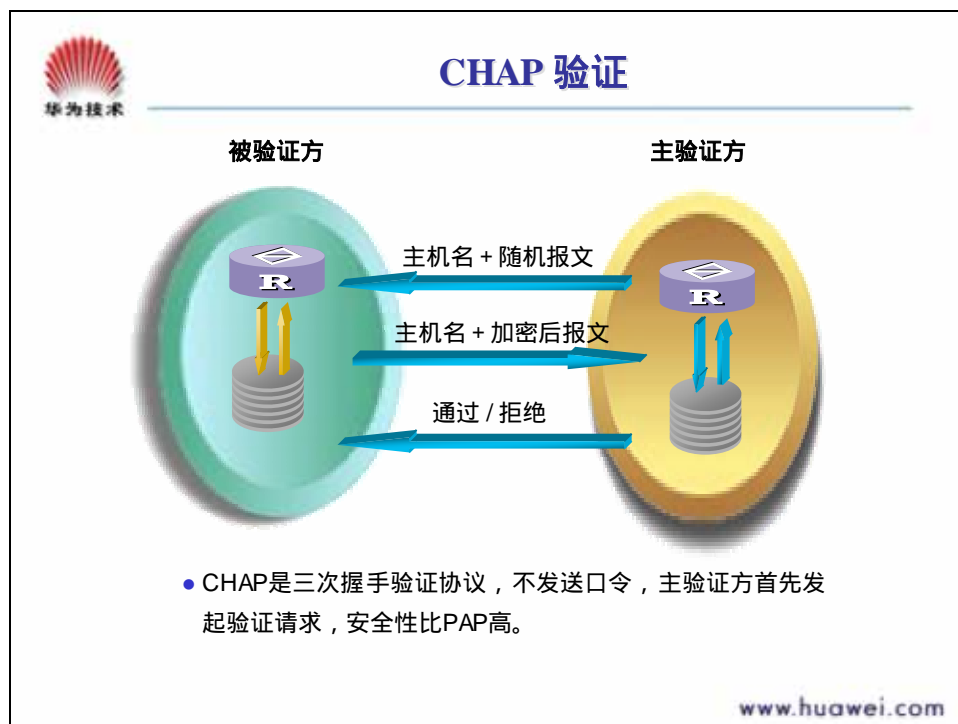 华为技术
CHAP 验证
被验证方
主验证方
主机名 + 随机报文
R
R
主机名 + 加密后报文
通过 / 拒绝
● CHAP是三次握手验证协议，不发送口令，主验证方首先发
起验证请求，安全性比PAP高。
www.huawei.com